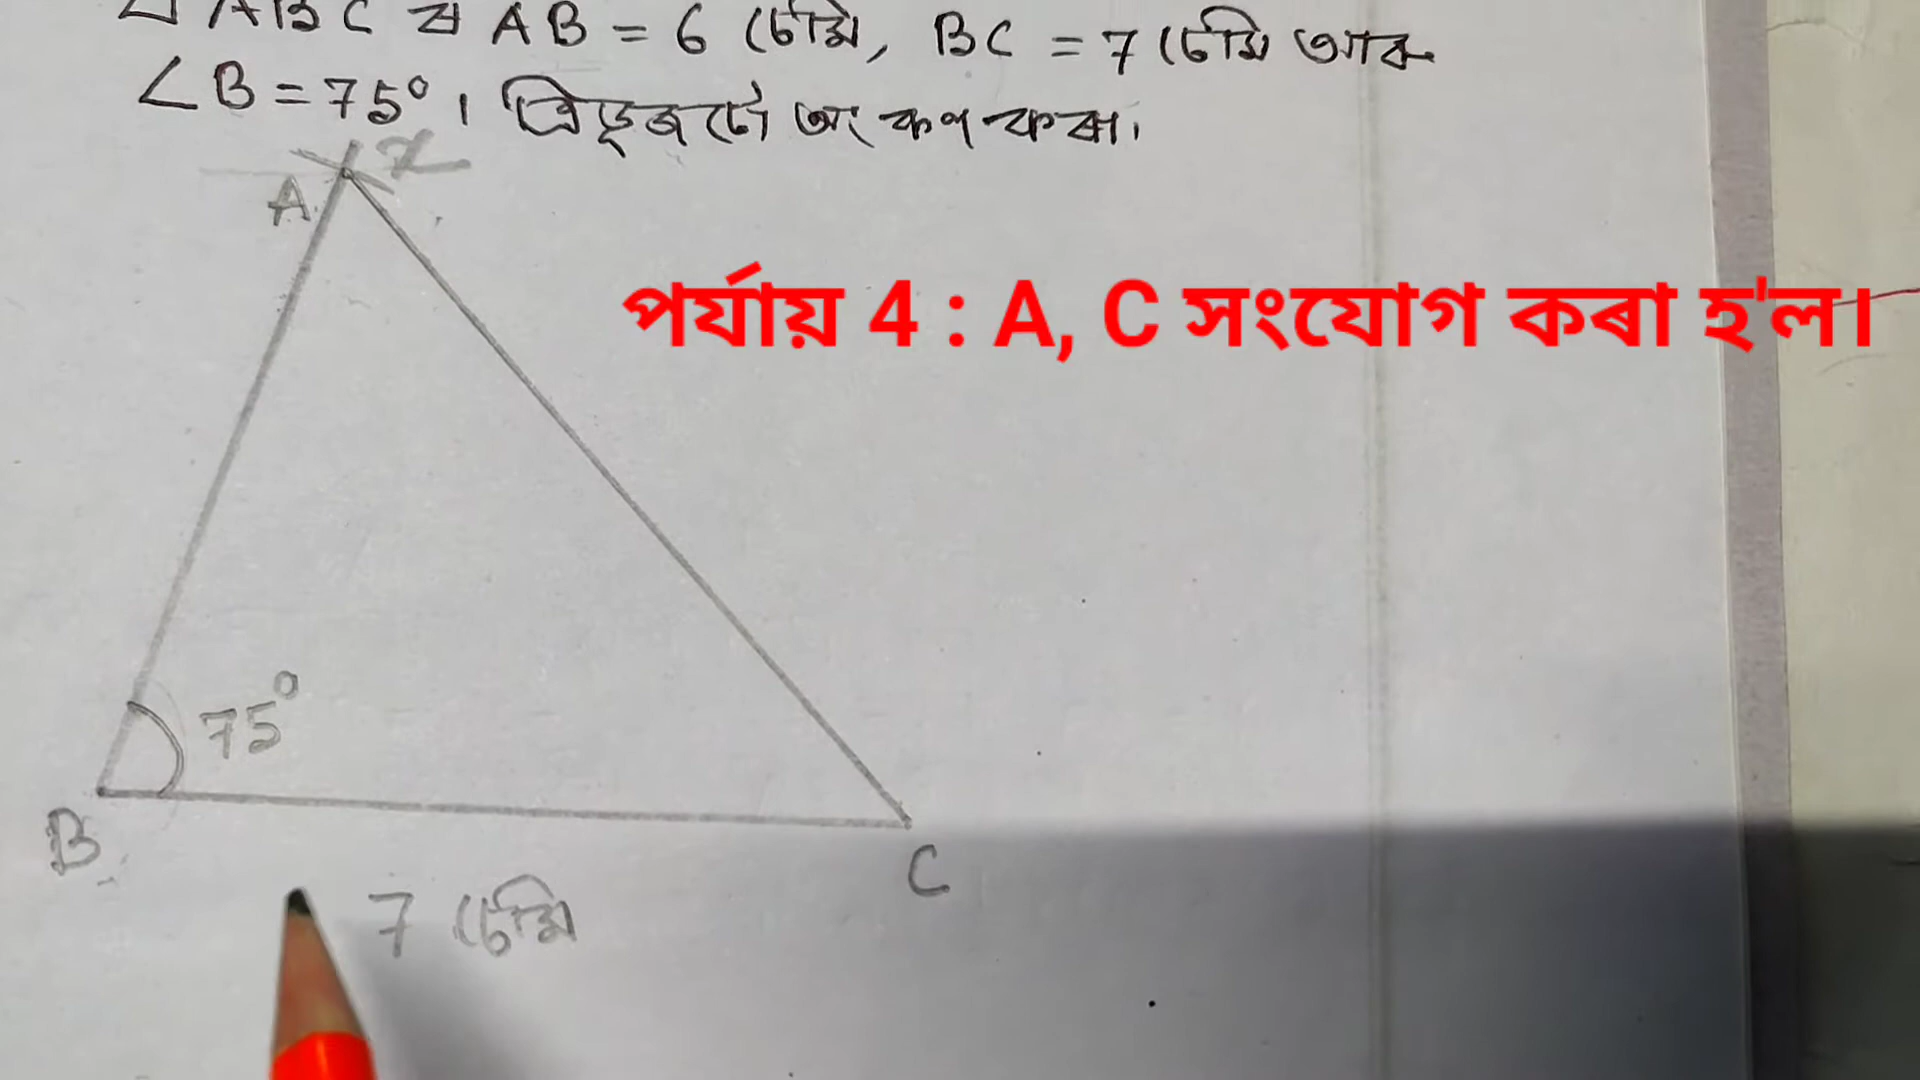 △ ABC ৰ AB = 6 চেমি, BC = 7 চেমি আৰু
∠B = 75°। ত্ৰিভূজটো অংকণ কৰা।
A
পৰ্যায় 4 : A, C সংযোগ কৰা হ'ল।
75°
B
C
7 চেমি